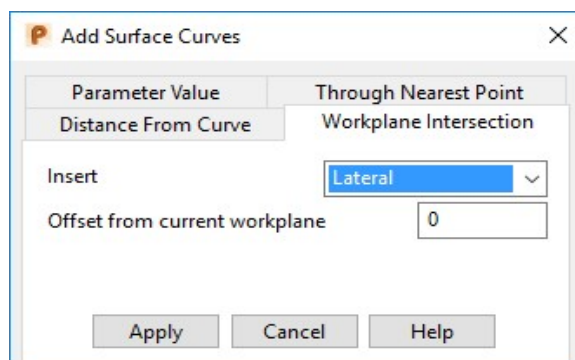 Add Surface Curves
Parameter Value Through Nearest Point
Distance From Curve Workplane Intersection
Insert Lateral
Offset from current workplane 0
Apply Cancel Help